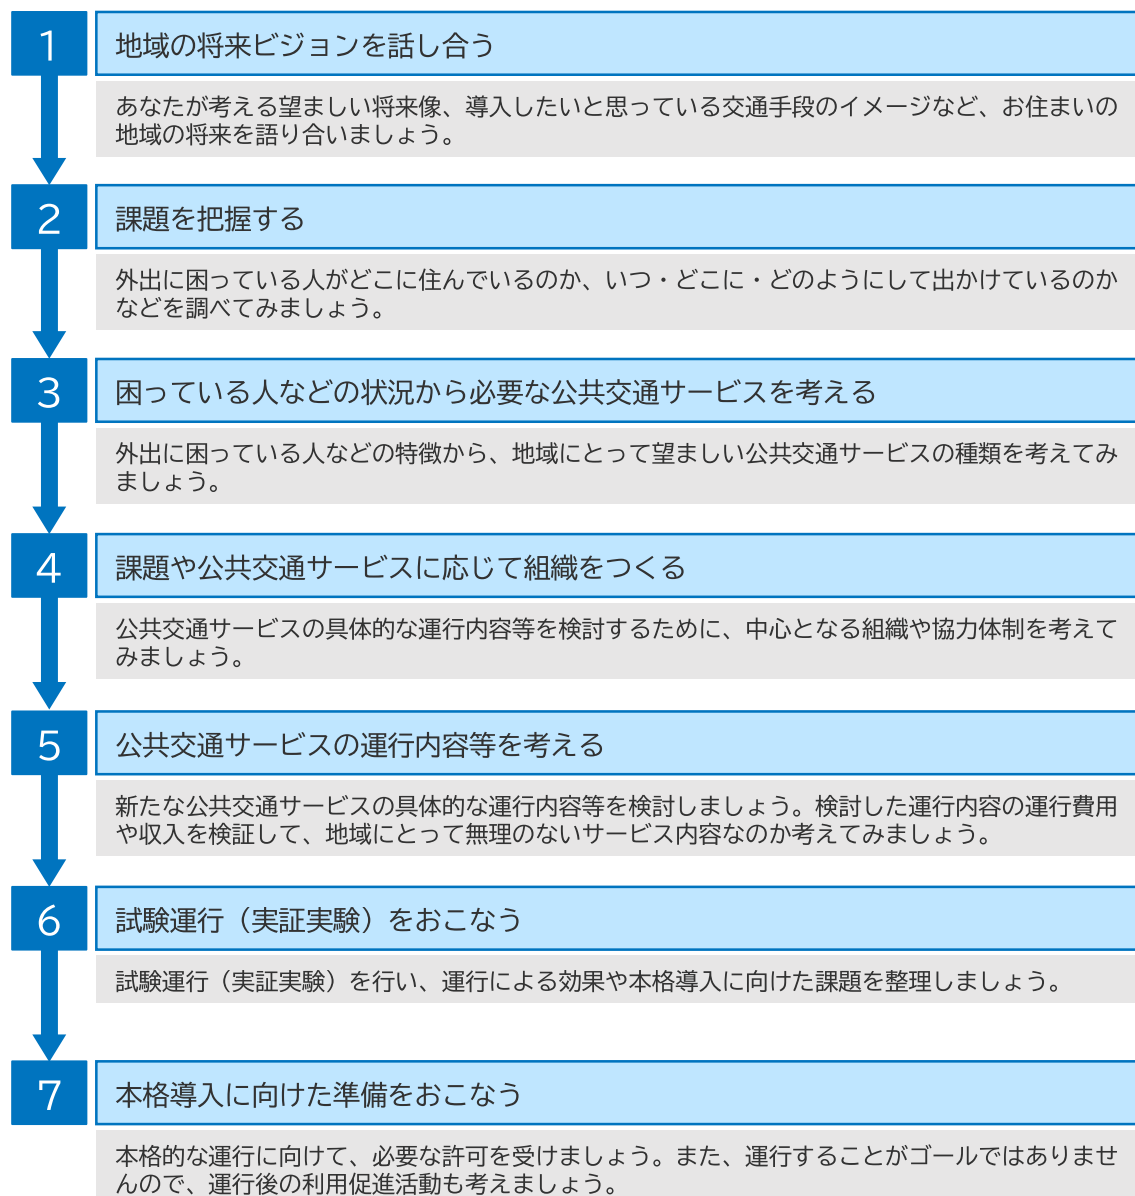 1
地域の将来ビジョンを話し合う
あなたが考える望ましい将来像、導入したいと思っている交通手段のイメージなど、お住まいの
地域の将来を語り合いましょう。
2
課題を把握する
外出に困っている人がどこに住んでいるのか、いつ・どこに・どのようにして出かけているのか
などを調べてみましょう。
3
困っている人などの状況から必要な公共交通サービスを考える
外出に困っている人などの特徴から、地域にとって望ましい公共交通サービスの種類を考えてみ
ましょう。
4
課題や公共交通サービスに応じて組織をつくる
公共交通サービスの具体的な運行内容等を検討するために、中心となる組織や協力体制を考えて
みましょう。
5
公共交通サービスの運行内容等を考える
新たな公共交通サービスの具体的な運行内容等を検討しましょう。検討した運行内容の運行費用
や収入を検証して、地域にとって無理のないサービス内容なのか考えてみましょう。
6
試験運行（実証実験）をおこなう
試験運行（実証実験）を行い、運行による効果や本格導入に向けた課題を整理しましょう。
7
本格導入に向けた準備をおこなう
本格的な運行に向けて、必要な許可を受けましょう。また、運行することがゴールではありませ
んので、運行後の利用促進活動も考えましょう。